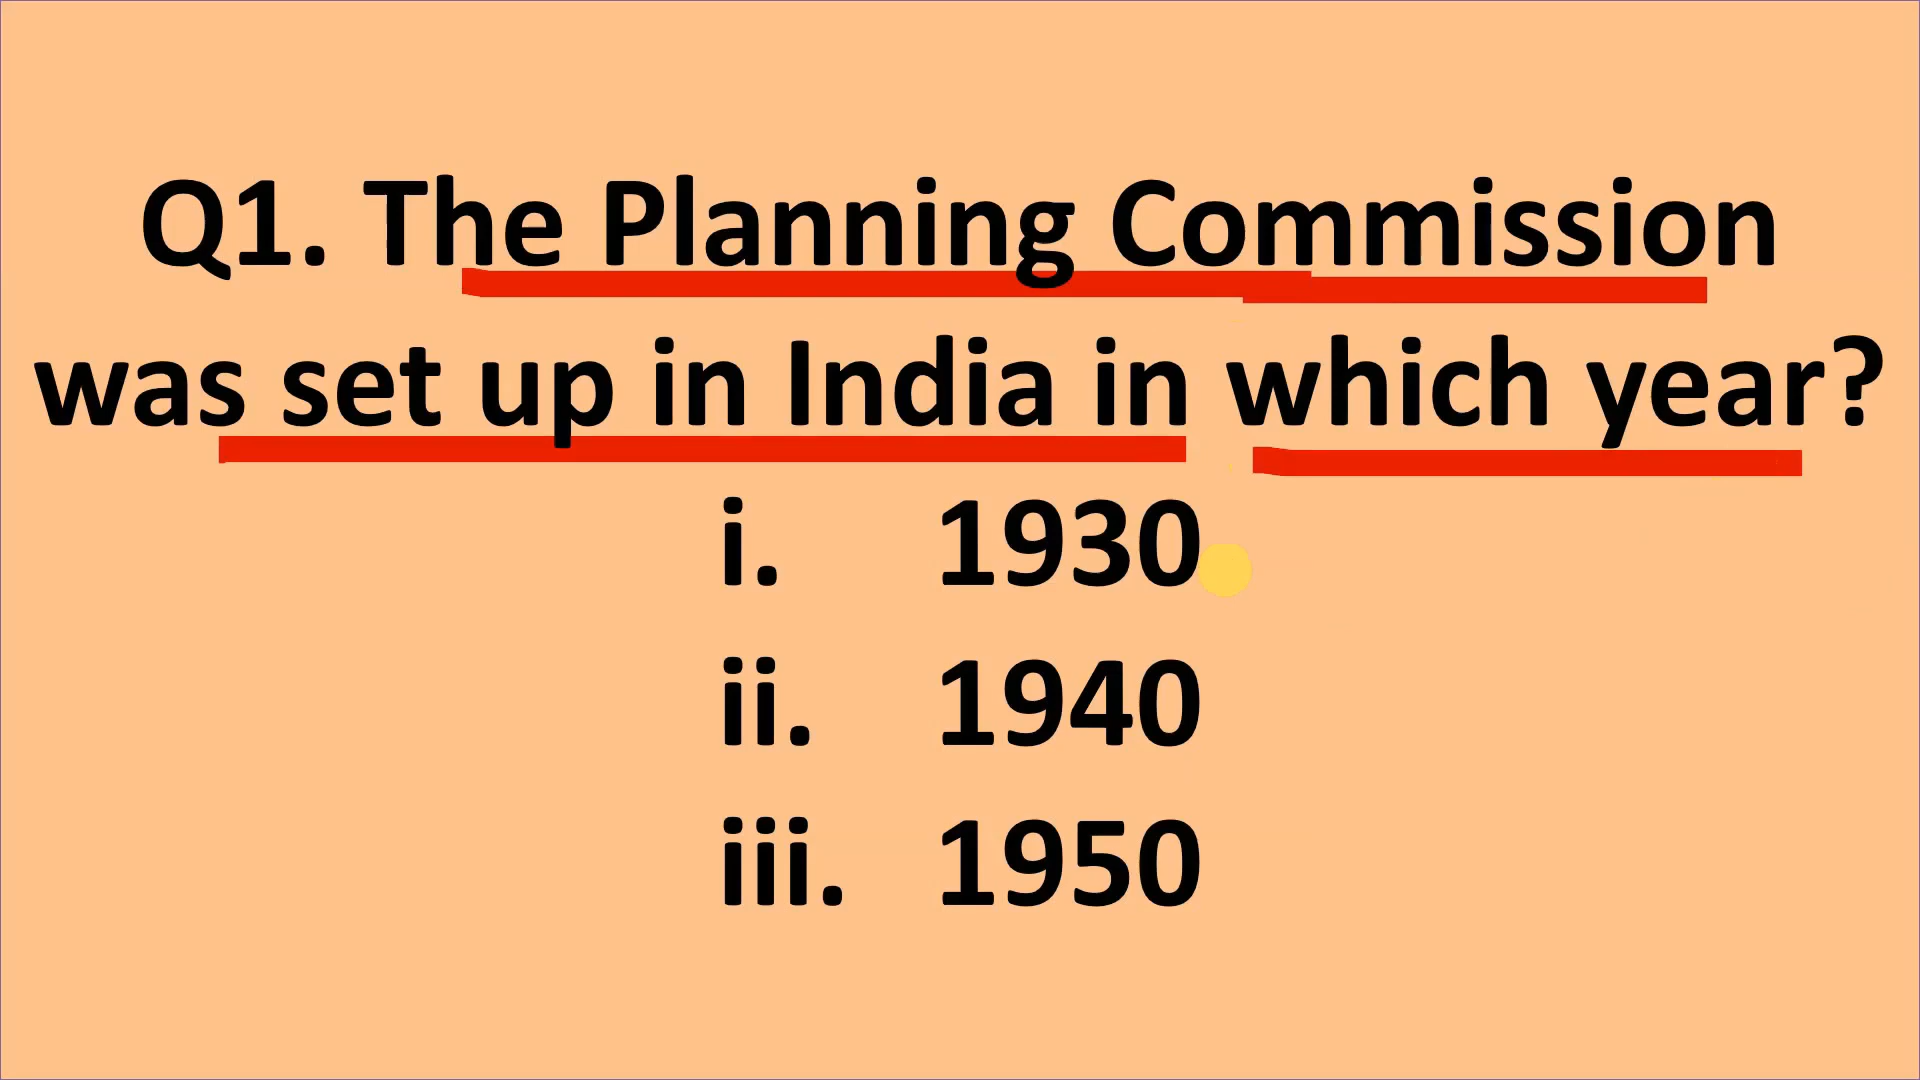 Q1. The Planning Commission
was set up in India in which year?
i. 1930
ii. 1940
iii. 1950